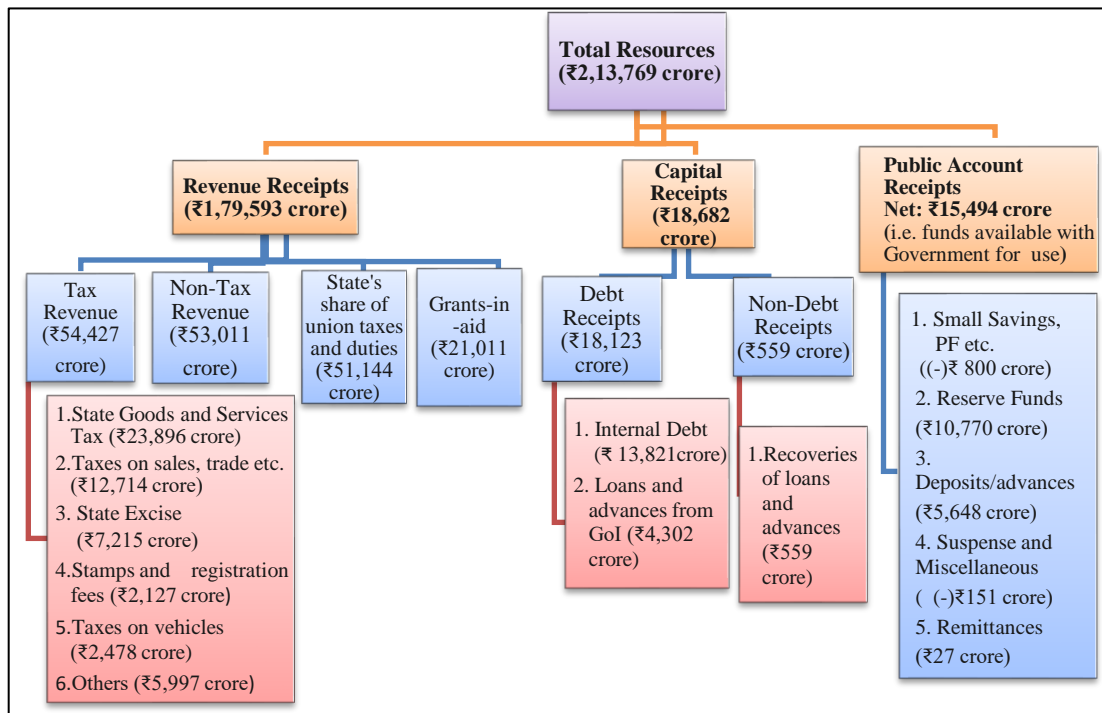 Total Resources
(₹2,13,769 crore)
Revenue Receipts
(₹1,79,593 crore)
Capital
Receipts
(₹18,682
crore)
Public Account
Receipts
Net: ₹15,494 crore
(i.e. funds available with
Government for use)
Tax
Revenue
(₹54,427
crore)
Non-Tax
Revenue
(₹53,011
crore)
State's
share of
union taxes
and duties
(₹51,144
crore)
Grants-in
-aid
(₹21,011
crore)
Debt
Receipts
(₹18,123
crore)
Non-Debt
Receipts
(₹559 crore)
1.State Goods and Services
Tax (₹23,896 crore)
2.Taxes on sales, trade etc.
(₹12,714 crore)
3. State Excise
(₹7,215 crore)
4.Stamps and registration
fees (₹2,127 crore)
5.Taxes on vehicles
(₹2,478 crore)
6.Others (₹5,997 crore)
1. Internal Debt
(₹ 13,821crore)
2. Loans and
advances from
GoI (₹4,302
crore)
1.Recoveries
of loans
and
advances
(₹559
crore)
1. Small Savings,
PF etc.
((-)₹ 800 crore)
2. Reserve Funds
(₹10,770 crore)
3.
Deposits/advances
(₹5,648 crore)
4. Suspense and
Miscellaneous
( (-)₹151 crore)
5. Remittances
(₹27 crore)